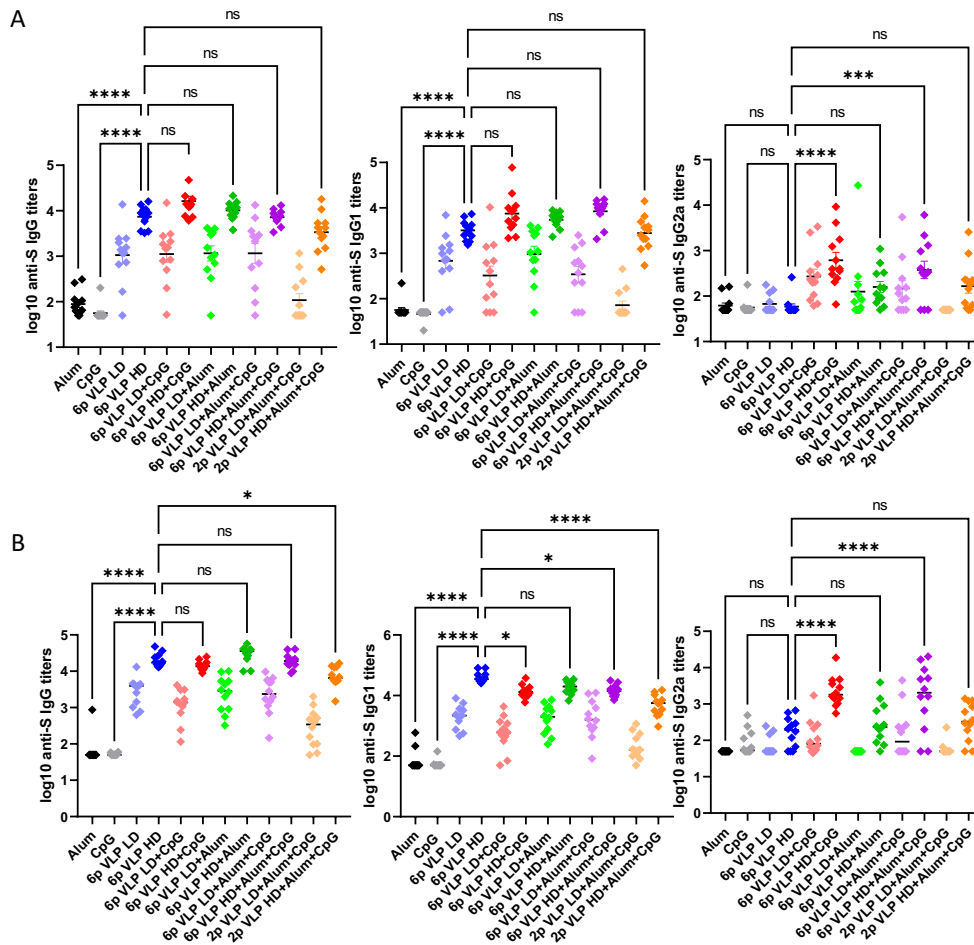 A
ns
ns
****
ns
****
ns
log10 anti-S IgG titers
5
4
3
2
1
Alum
CpG
6p VLP LD
6p VLP HD
6p VLP LD+CpG
6p VLP HD+CpG
6p VLP LD+Alum
6p VLP HD+Alum
6p VLP LD+Alum+CpG
6p VLP HD+Alum+CpG
2p VLP LD+Alum+CpG
2p VLP HD+Alum+CpG
ns
ns
****
ns
****
ns
log10 anti-S IgG1 titers
5
4
3
2
1
Alum
CpG
6p VLP LD
6p VLP HD
6p VLP LD+CpG
6p VLP HD+CpG
6p VLP LD+Alum
6p VLP HD+Alum
6p VLP LD+Alum+CpG
6p VLP HD+Alum+CpG
2p VLP LD+Alum+CpG
2p VLP HD+Alum+CpG
ns
***
ns
ns
ns
****
log10 anti-S IgG2a titers
5
4
3
2
1
Alum
CpG
6p VLP LD
6p VLP HD
6p VLP LD+CpG
6p VLP HD+CpG
6p VLP LD+Alum
6p VLP HD+Alum
6p VLP LD+Alum+CpG
6p VLP HD+Alum+CpG
2p VLP LD+Alum+CpG
2p VLP HD+Alum+CpG
B
*
ns
****
ns
****
ns
log10 anti-S IgG titers
5
4
3
2
1
0
Alum
CpG
6p VLP LD
6p VLP HD
6p VLP LD+CpG
6p VLP HD+CpG
6p VLP LD+Alum
6p VLP HD+Alum
6p VLP LD+Alum+CpG
6p VLP HD+Alum+CpG
2p VLP LD+Alum+CpG
2p VLP HD+Alum+CpG
****
*
****
ns
****
*
log10 anti-S IgG1 titers
6
4
2
0
Alum
CpG
6p VLP LD
6p VLP HD
6p VLP LD+CpG
6p VLP HD+CpG
6p VLP LD+Alum
6p VLP HD+Alum
6p VLP LD+Alum+CpG
6p VLP HD+Alum+CpG
2p VLP LD+Alum+CpG
2p VLP HD+Alum+CpG
ns
****
ns
ns
ns
****
log10 anti-S IgG2a titers
5
4
3
2
1
0
Alum
CpG
6p VLP LD
6p VLP HD
6p VLP LD+CpG
6p VLP HD+CpG
6p VLP LD+Alum
6p VLP HD+Alum
6p VLP LD+Alum+CpG
6p VLP HD+Alum+CpG
2p VLP LD+Alum+CpG
2p VLP HD+Alum+CpG